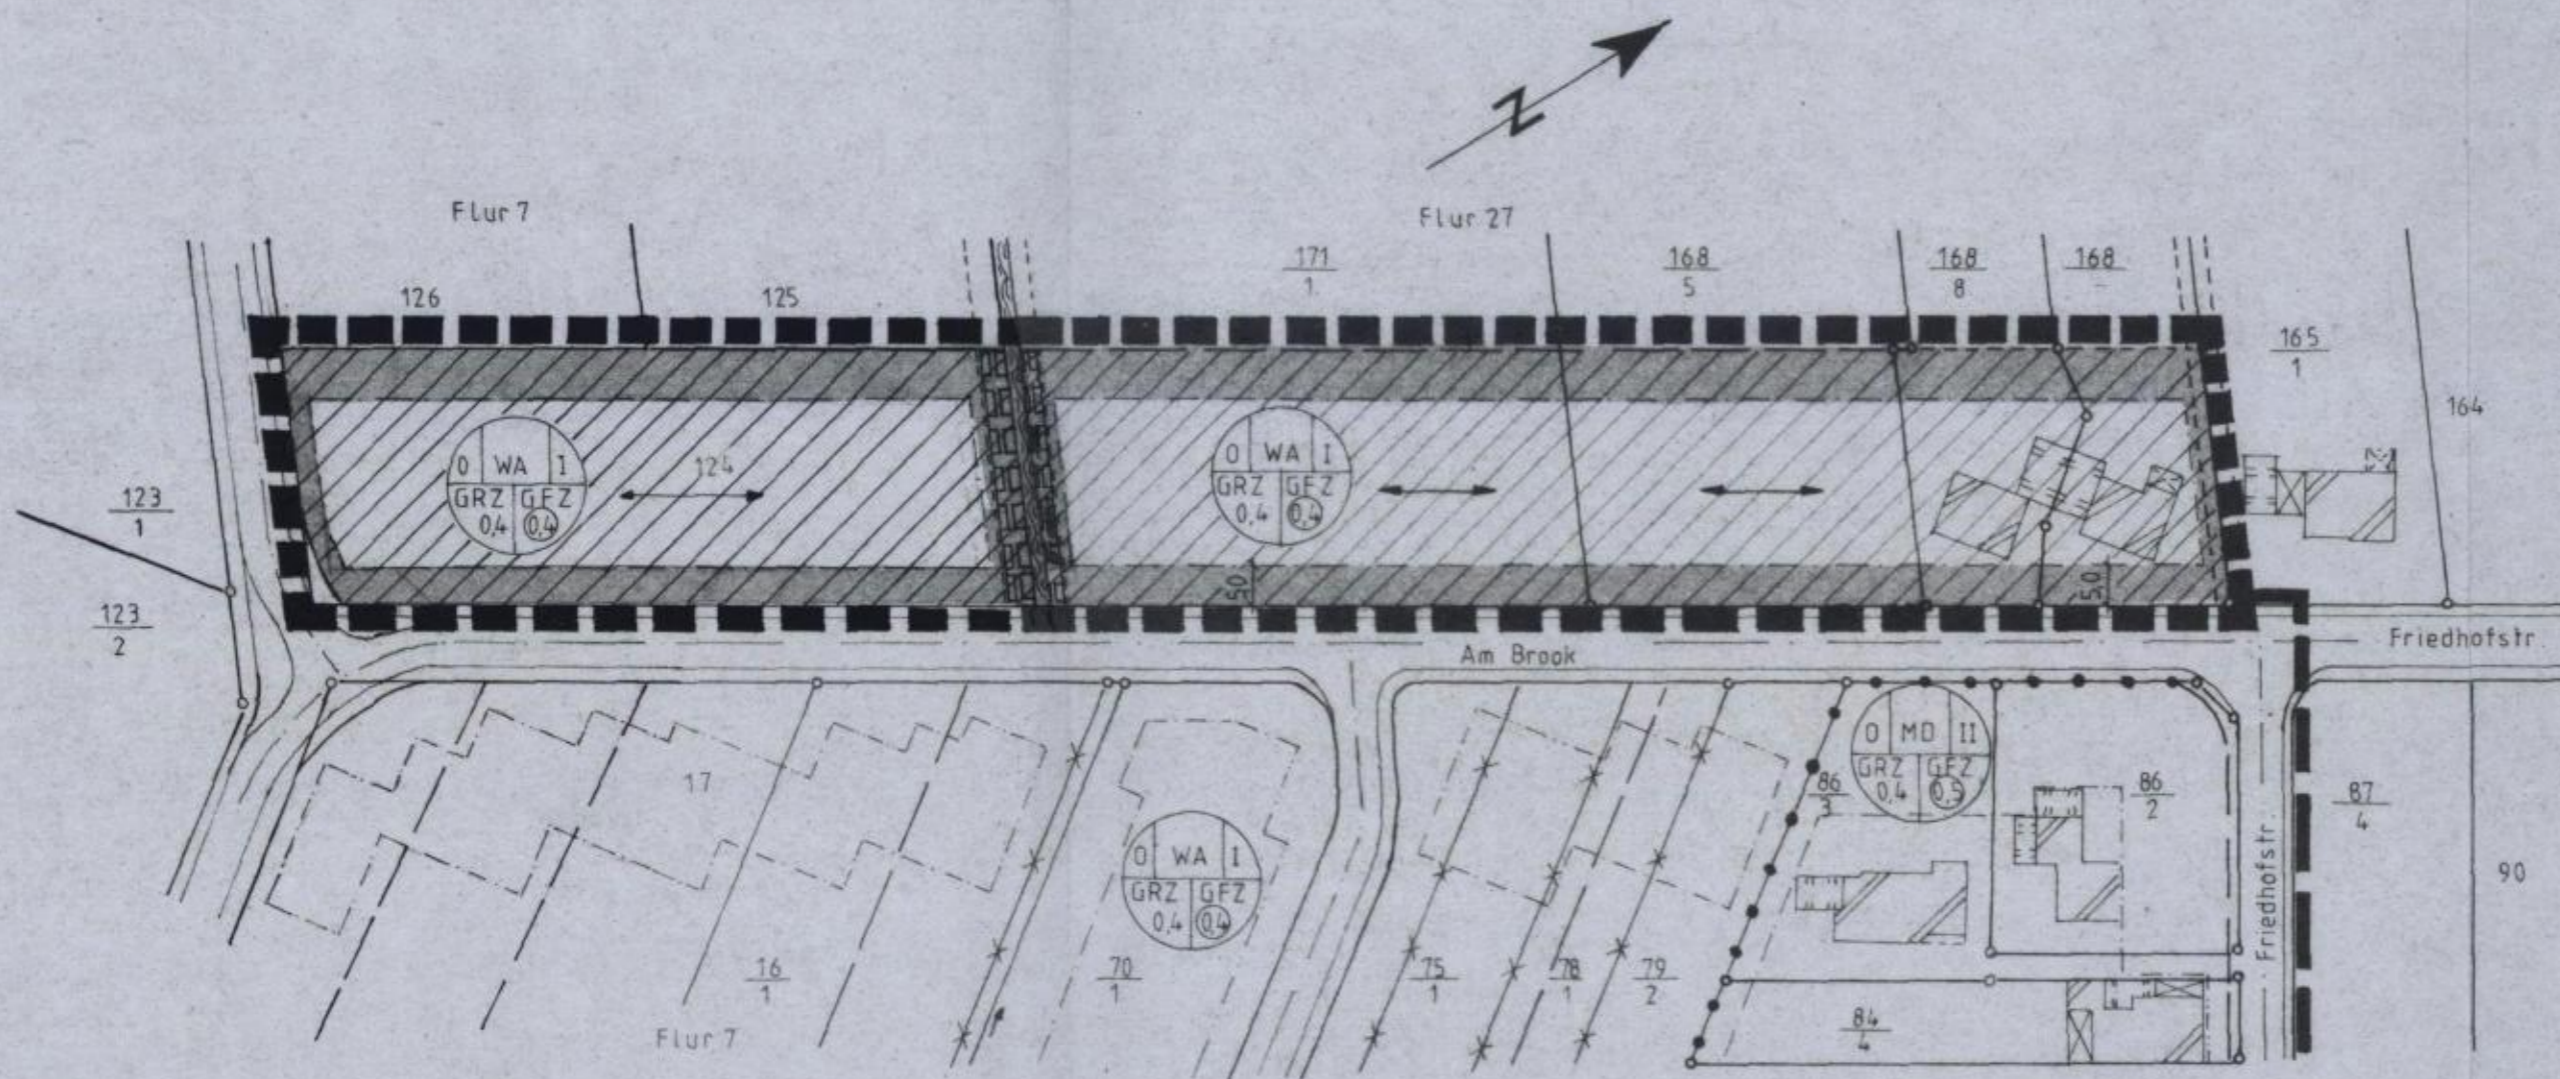 N
Flur 7
Flur 27
126
125
171
1
168
5
168
8
168
165
1
164
123
1
123
2
O WA I
GRZ GFZ
0,4 0,4
124
O WA I
GRZ GFZ
0,4 0,4
5,0
5,0
Am Brook
Friedhofstr.
17
O WA I
GRZ GFZ
0,4 0,4
O MD II
GRZ GFZ
0,4 0,5
86
3
86
2
87
4
90
Friedhofstr.
16
1
70
1
75
1
78
1
79
2
84
4
Flur 7